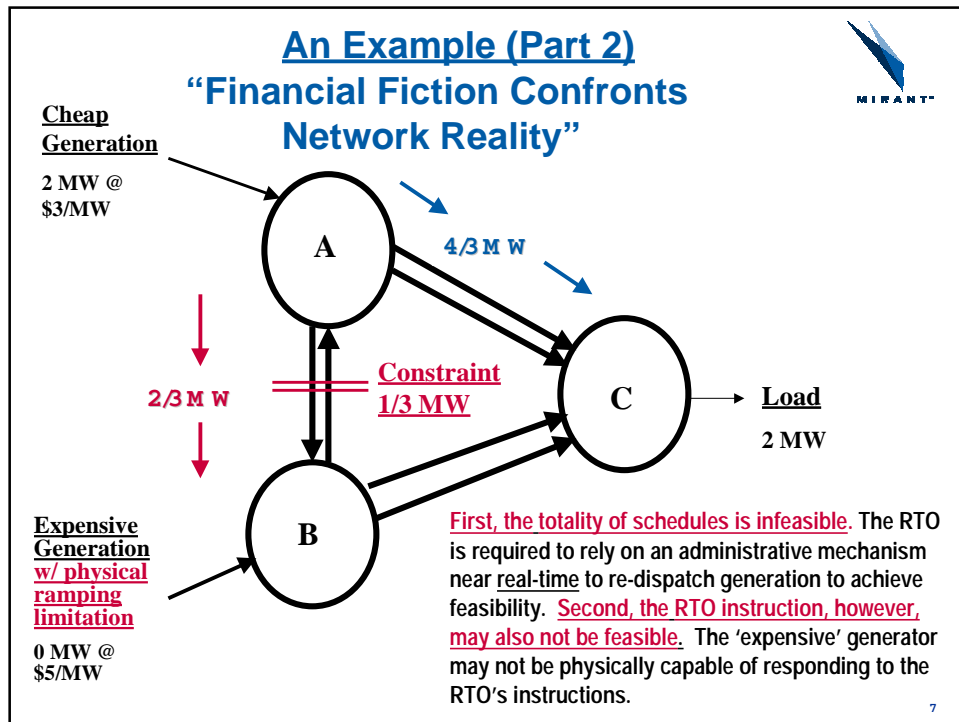 An Example (Part 2)
“Financial Fiction Confronts
Network Reality”
MIRANT™
Cheap
Generation
2 MW @
$3/MW
A
4/3 M W
2/3 M W
Constraint
1/3 MW
C
Load
2 MW
B
Expensive
Generation
w/ physical
ramping
limitation
0 MW @
$5/MW
First, the totality of schedules is infeasible. The RTO
is required to rely on an administrative mechanism
near real-time to re-dispatch generation to achieve
feasibility. Second, the RTO instruction, however,
may also not be feasible. The ‘expensive’ generator
may not be physically capable of responding to the
RTO’s instructions.
7